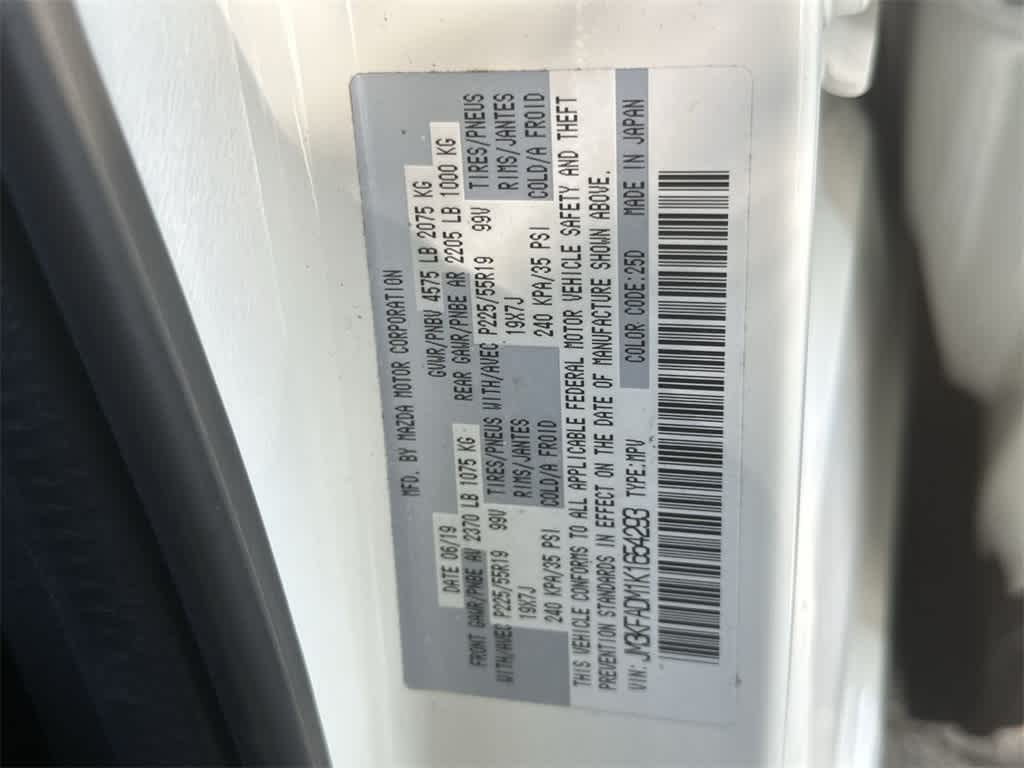 MFD. BY MAZDA MOTOR CORPORATION
DATE 06/19 GVWR/PNBV 4575 LB 2075 KG
FRONT GAWR/PNBE AV 2370 LB 1075 KG REAR GAWR/PNBE AR 2205 LB 1000 KG
WITH/AVEC P225/55R19 99V TIRES/PNEUS WITH/AVEC P225/55R19 99V TIRES/PNEUS
19X7J RIMS/JANTES 19X7J RIMS/JANTES
240 KPA/35 PSI COLD/A FROID 240 KPA/35 PSI COLD/A FROID
THIS VEHICLE CONFORMS TO ALL APPLICABLE FEDERAL MOTOR VEHICLE SAFETY AND THEFT
PREVENTION STANDARDS IN EFFECT ON THE DATE OF MANUFACTURE SHOWN ABOVE.
VIN: JM3KFADM1K1654293 TYPE:MPV COLOR CODE:25D MADE IN JAPAN